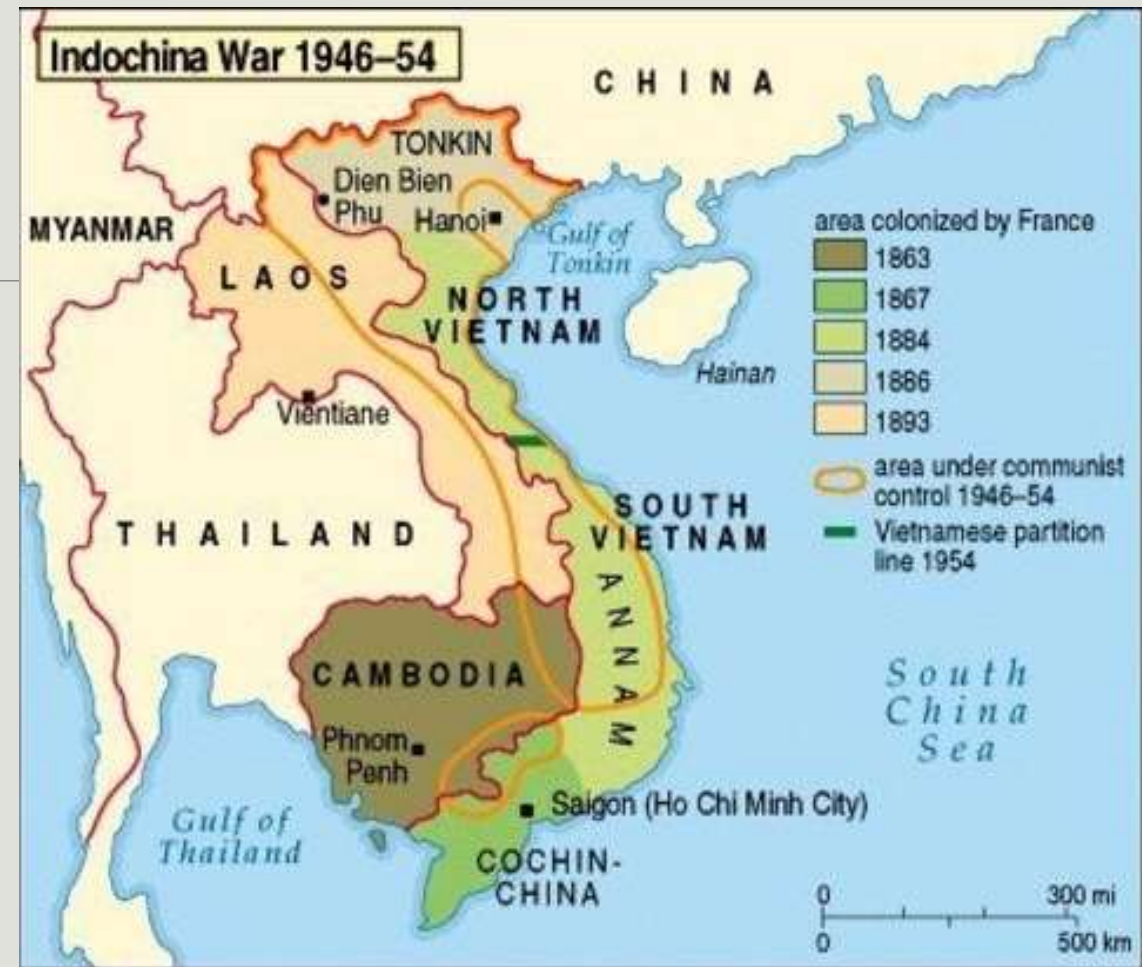 Indochina War 1946–54
CHINA
TONKIN
Dien Bien
Phu
Hanoi
Gulf of
Tonkin
MYANMAR
LAOS
NORTH
VIETNAM
Hainan
Vientiane
THAILAND
SOUTH
VIETNAM
ANNAM
CAMBODIA
Phnom
Penh
Saigon (Ho Chi Minh City)
Gulf of
Thailand
COCHIN-
CHINA
South
China
Sea
area colonized by France
1863
1867
1884
1886
1893
area under communist
control 1946–54
Vietnamese partition
line 1954
0 300 mi
0 500 km